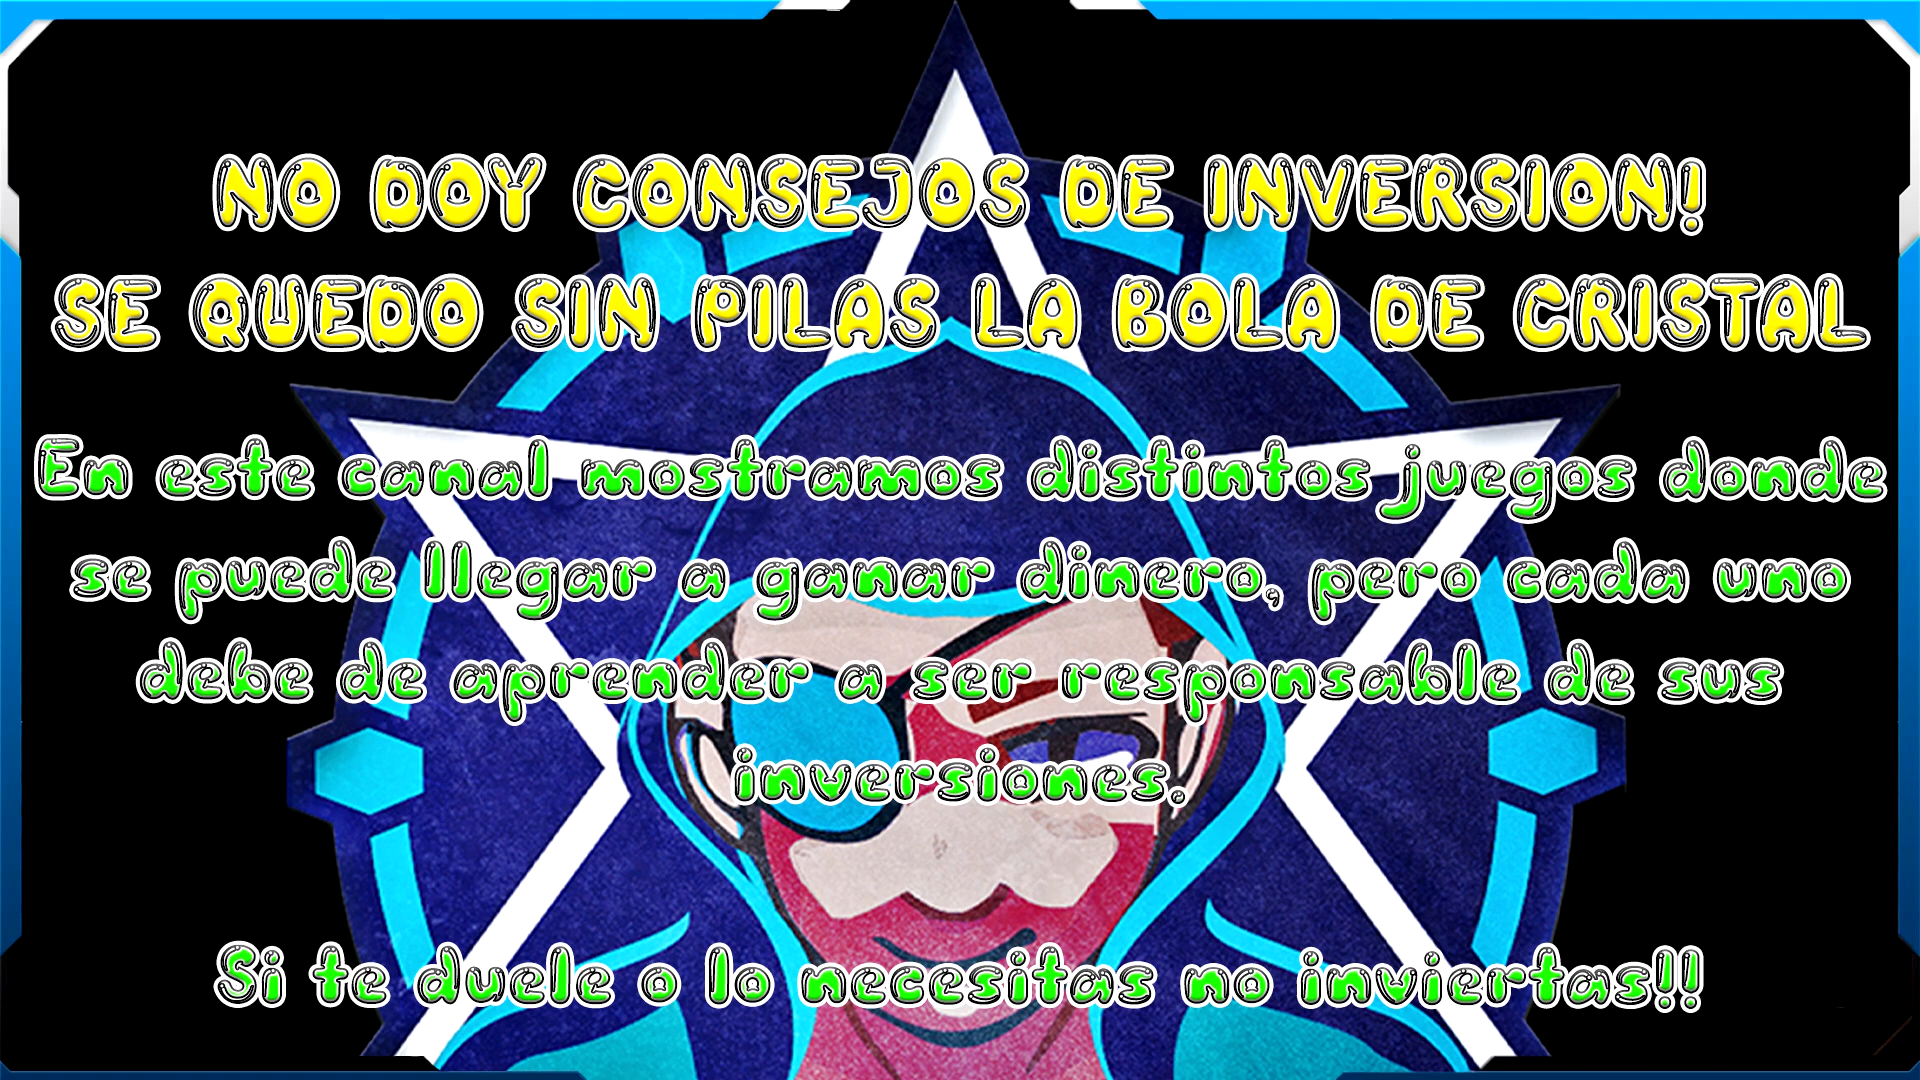 NO DOY CONSEJOS DE INVERSION!
SE QUEDO SIN PILAS LA BOLA DE CRISTAL
En este canal mostramos distintos juegos donde
se puede llegar a ganar dinero, pero cada uno
debe de aprender a ser responsable de sus
inversiones.
Si te duele o lo necesitas no inviertas!!